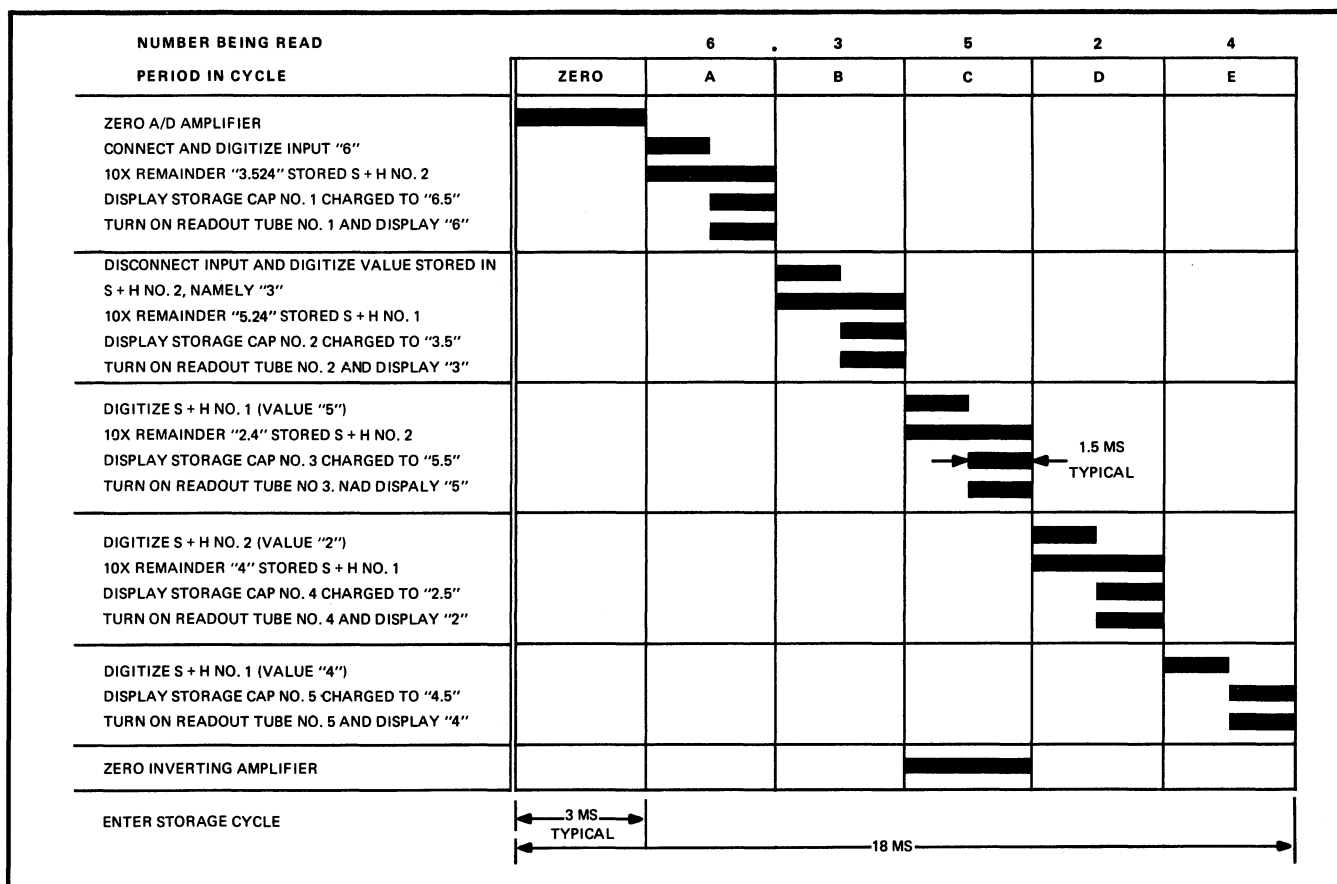 NUMBER BEING READ 6 . 3 5 2 4
PERIOD IN CYCLE ZERO A B C D E
ZERO A/D AMPLIFIER
CONNECT AND DIGITIZE INPUT "6"
10X REMAINDER "3.524" STORED S + H NO. 2
DISPLAY STORAGE CAP NO. 1 CHARGED TO "6.5"
TURN ON READOUT TUBE NO. 1 AND DISPLAY "6"
DISCONNECT INPUT AND DIGITIZE VALUE STORED IN
S + H NO. 2, NAMELY "3"
10X REMAINDER "5.24" STORED S + H NO. 1
DISPLAY STORAGE CAP NO. 2 CHARGED TO "3.5"
TURN ON READOUT TUBE NO. 2 AND DISPLAY "3"
DIGITIZE S + H NO. 1 (VALUE "5")
10X REMAINDER "2.4" STORED S + H NO. 2
DISPLAY STORAGE CAP NO. 3 CHARGED TO "5.5"
TURN ON READOUT TUBE NO 3. NAD DISPALY "5"
1.5 MS
TYPICAL
DIGITIZE S + H NO. 2 (VALUE "2")
10X REMAINDER "4" STORED S + H NO. 1
DISPLAY STORAGE CAP NO. 4 CHARGED TO "2.5"
TURN ON READOUT TUBE NO. 4 AND DISPLAY "2"
DIGITIZE S + H NO. 1 (VALUE "4")
DISPLAY STORAGE CAP NO. 5 CHARGED TO "4.5"
TURN ON READOUT TUBE NO. 5 AND DISPLAY "4"
ZERO INVERTING AMPLIFIER
ENTER STORAGE CYCLE
3 MS
TYPICAL
18 MS